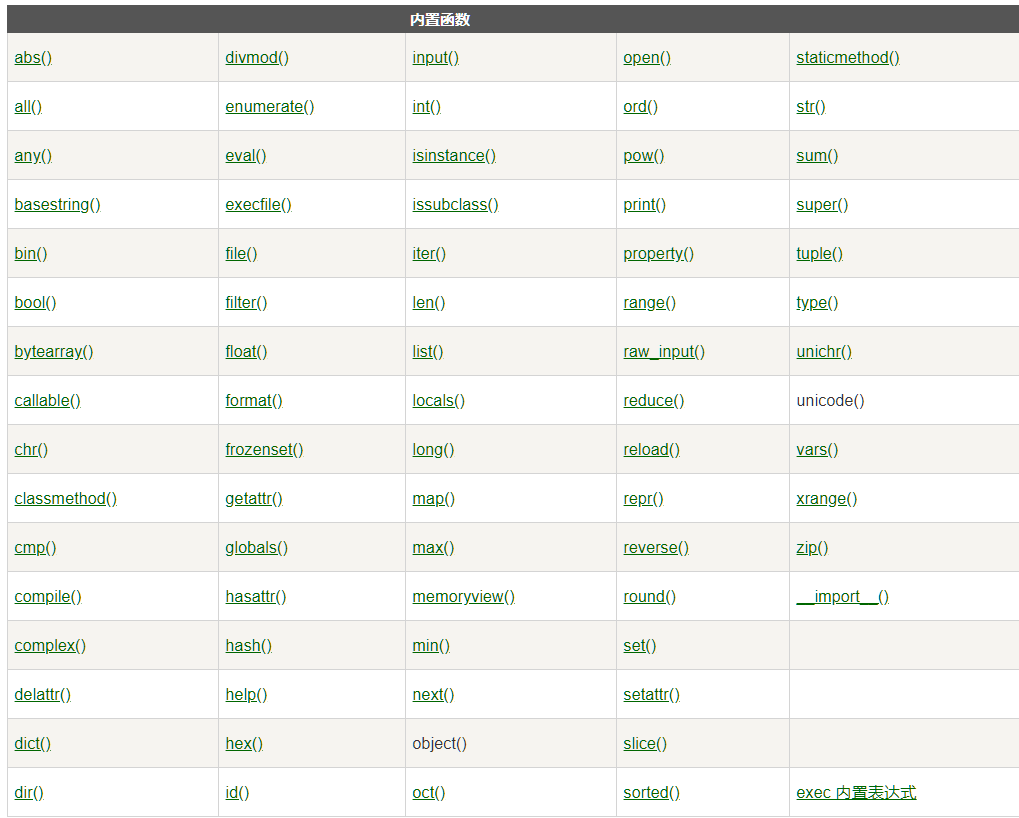 内置函数
abs() divmod() input() open() staticmethod()
all() enumerate() int() ord() str()
any() eval() isinstance() pow() sum()
basestring() execfile() issubclass() print() super()
bin() file() iter() property() tuple()
bool() filter() len() range() type()
bytearray() float() list() raw_input() unichr()
callable() format() locals() reduce() unicode()
chr() frozenset() long() reload() vars()
classmethod() getattr() map() repr() xrange()
cmp() globals() max() reverse() zip()
compile() hasattr() memoryview() round() __import__()
complex() hash() min() set()
delattr() help() next() setattr()
dict() hex() object() slice()
dir() id() oct() sorted() exec 内置表达式